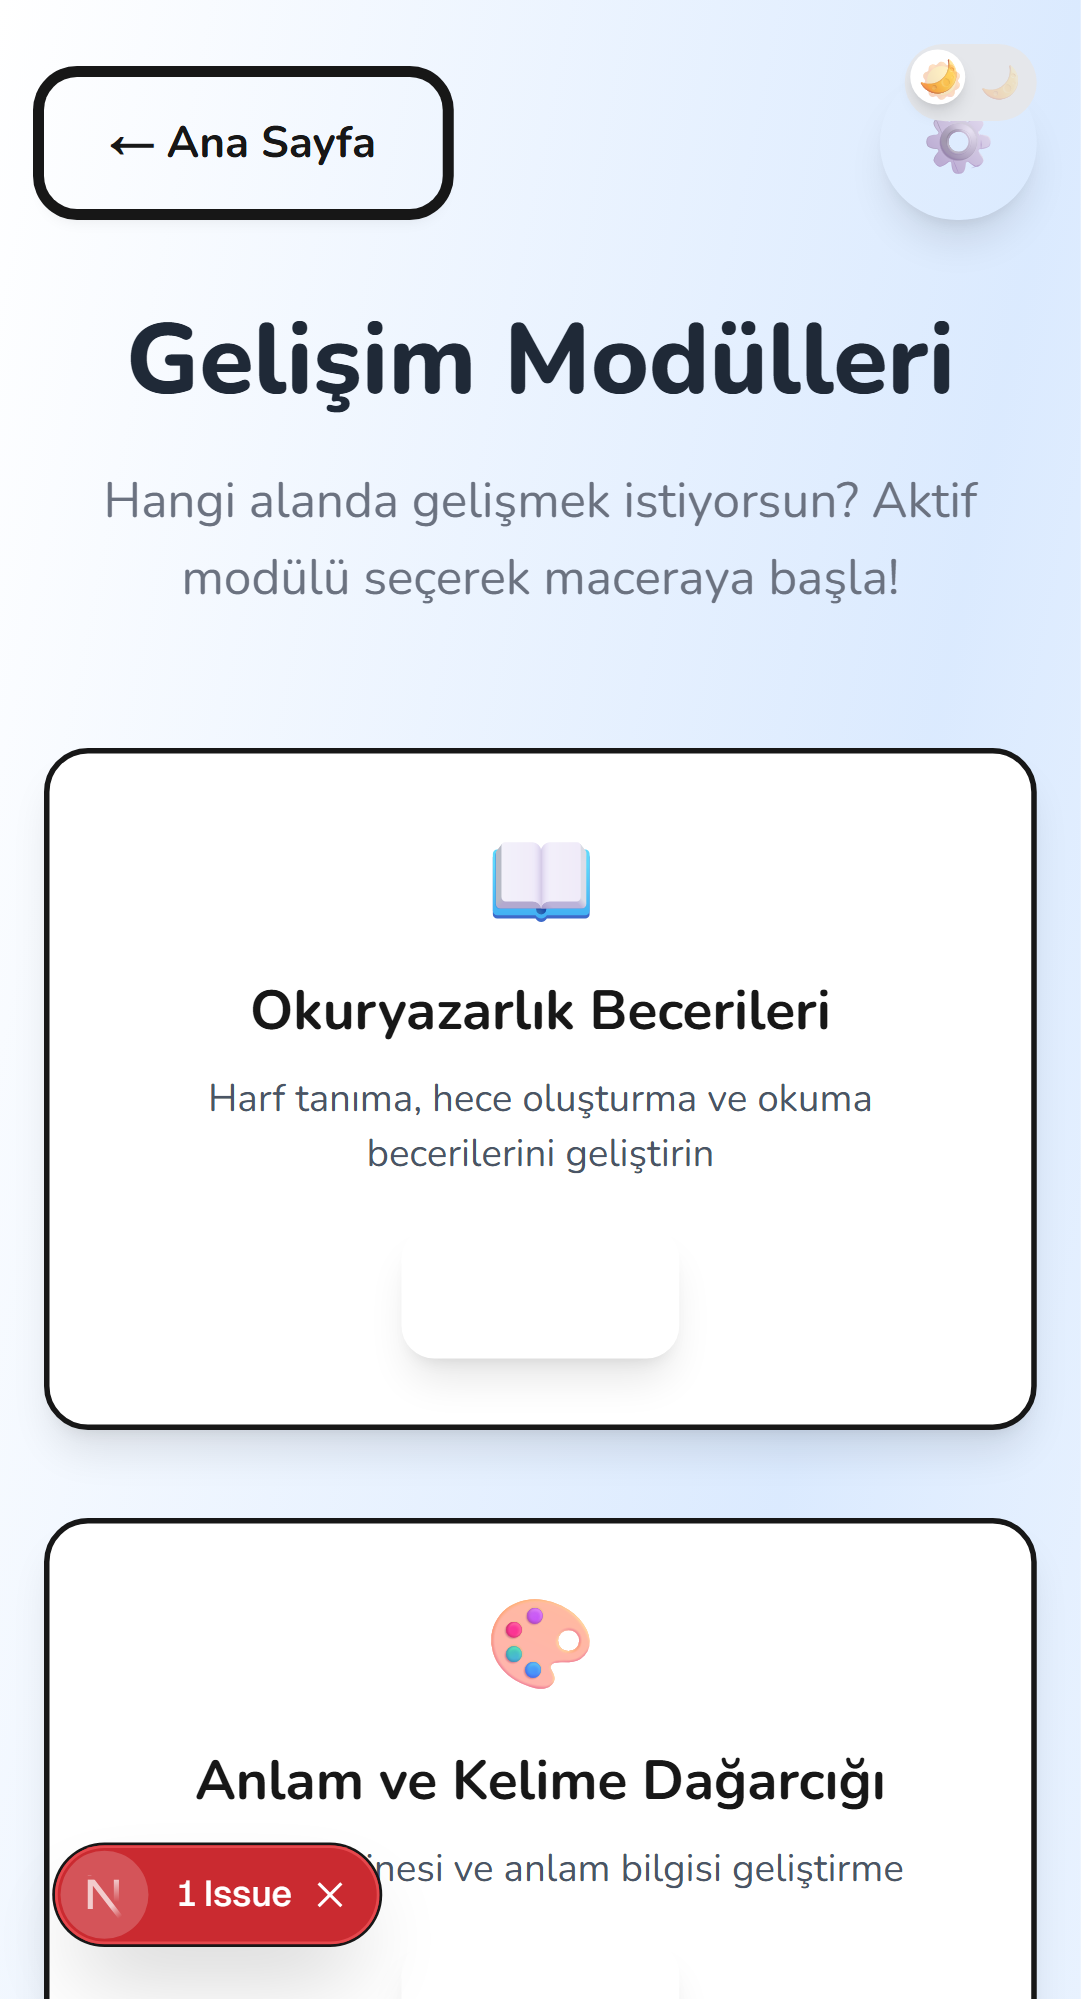 ← Ana Sayfa
Gelişim Modülleri
Hangi alanda gelişmek istiyorsun? Aktif
modülü seçerek maceraya başla!
Okuryazarlık Becerileri
Harf tanıma, hece oluşturma ve okuma
becerilerini geliştirin
Anlam ve Kelime Dağarcığı
ve anlam bilgisi geliştirme
N 1 Issue ×